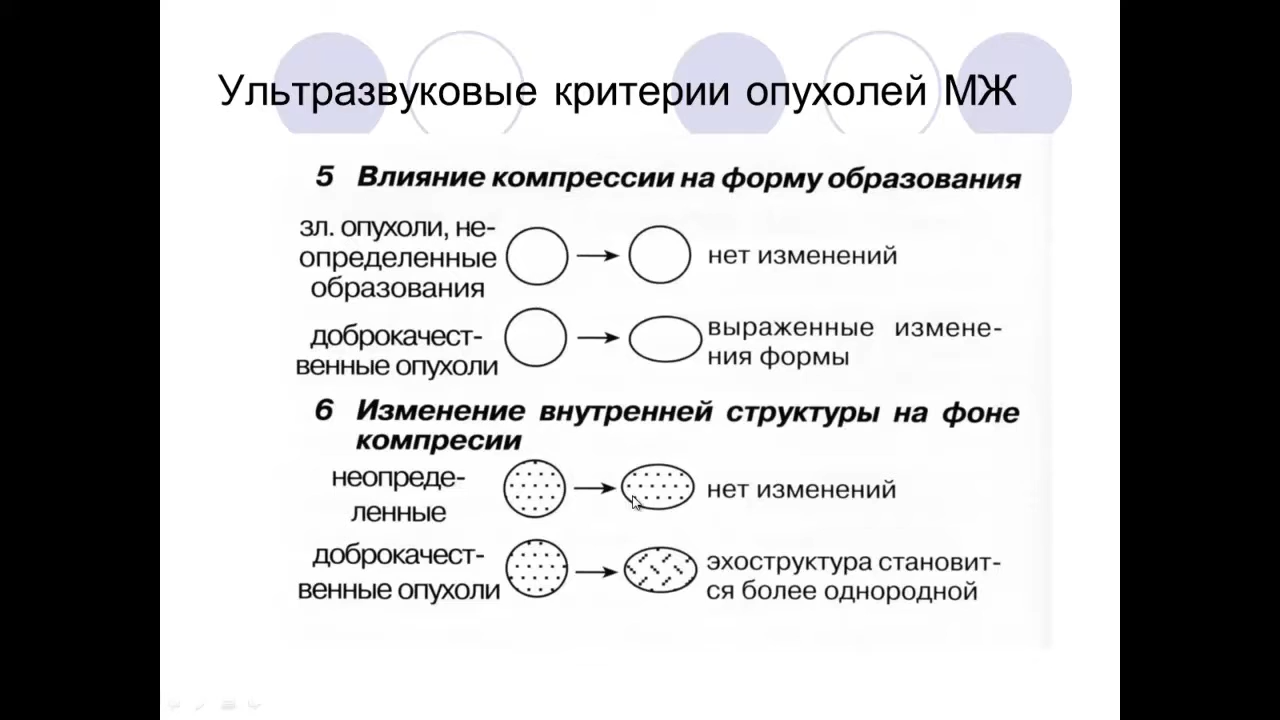 Ультразвуковые критерии опухолей МЖ
5 Влияние компрессии на форму образования
зл. опухоли, не-
определенные
образования
нет изменений
доброкачест-
венные опухоли
выраженные измене-
ния формы
6 Изменение внутренней структуры на фоне
компресии
неопреде-
ленные
нет изменений
доброкачест-
венные опухоли
эхоструктура становит-
ся более однородной